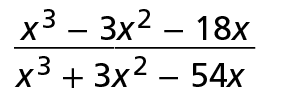 x³ − 3x² − 18x
x³ + 3x² − 54x